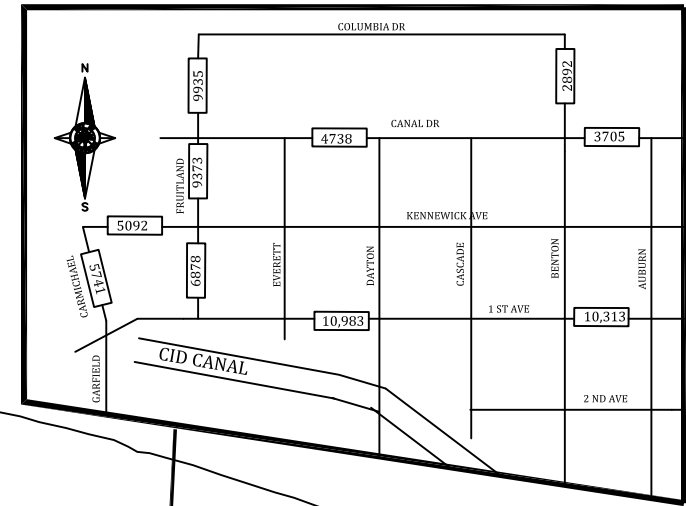 COLUMBIA DR
N
9935
2892
CANAL DR
4738
3705
S
FRUITLAND
9373
5092
KENNEWICK AVE
CARMICHAEL
5741
6878
EVERETT
DAYTON
CASCADE
BENTON
AUBURN
10,983
1 ST AVE
10,313
CID CANAL
GARFIELD
2 ND AVE